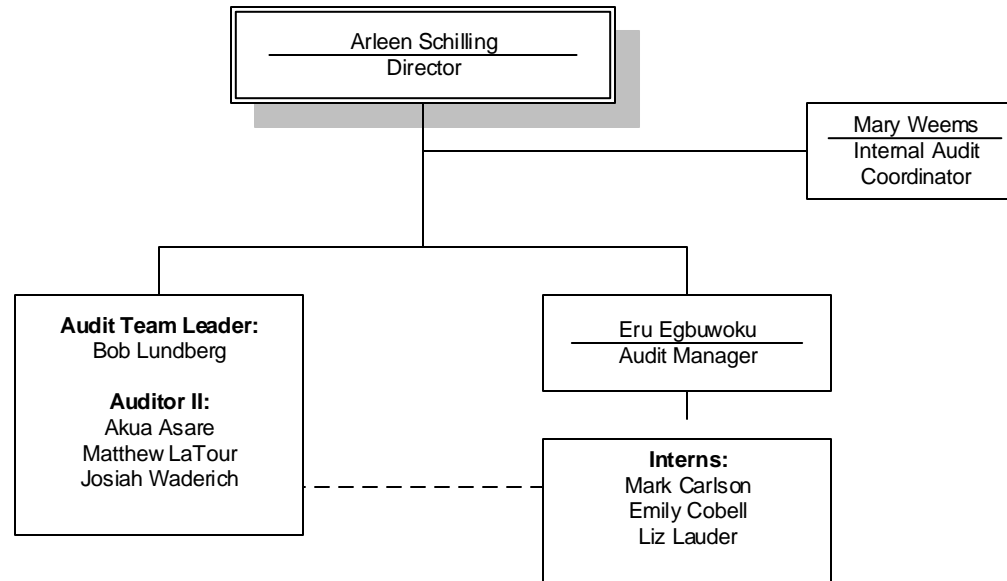 Arleen Schilling
Director
Mary Weems
Internal Audit
Coordinator
Audit Team Leader:
Bob Lundberg
Auditor II:
Akua Asare
Matthew LaTour
Josiah Waderich
Eru Egbuwoku
Audit Manager
Interns:
Mark Carlson
Emily Cobell
Liz Lauder